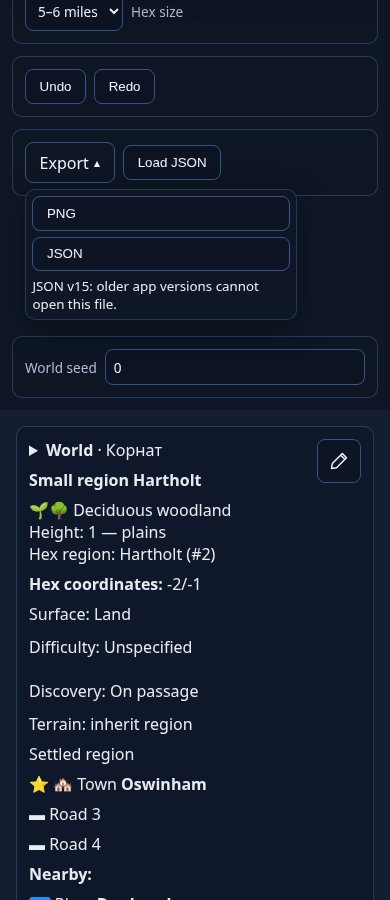 5–6 miles Hex size
Undo Redo
Export ▴ Load JSON
PNG
JSON
JSON v15: older app versions cannot
open this file.
World seed 0
▶ World · Корнат
Small region Hartholt
🌱🌳 Deciduous woodland
Height: 1 — plains
Hex region: Hartholt (#2)
Hex coordinates: -2/-1
Surface: Land
Difficulty: Unspecified
Discovery: On passage
Terrain: inherit region
Settled region
⭐ 🏘️ Town Oswinham
▬ Road 3
▬ Road 4
Nearby: